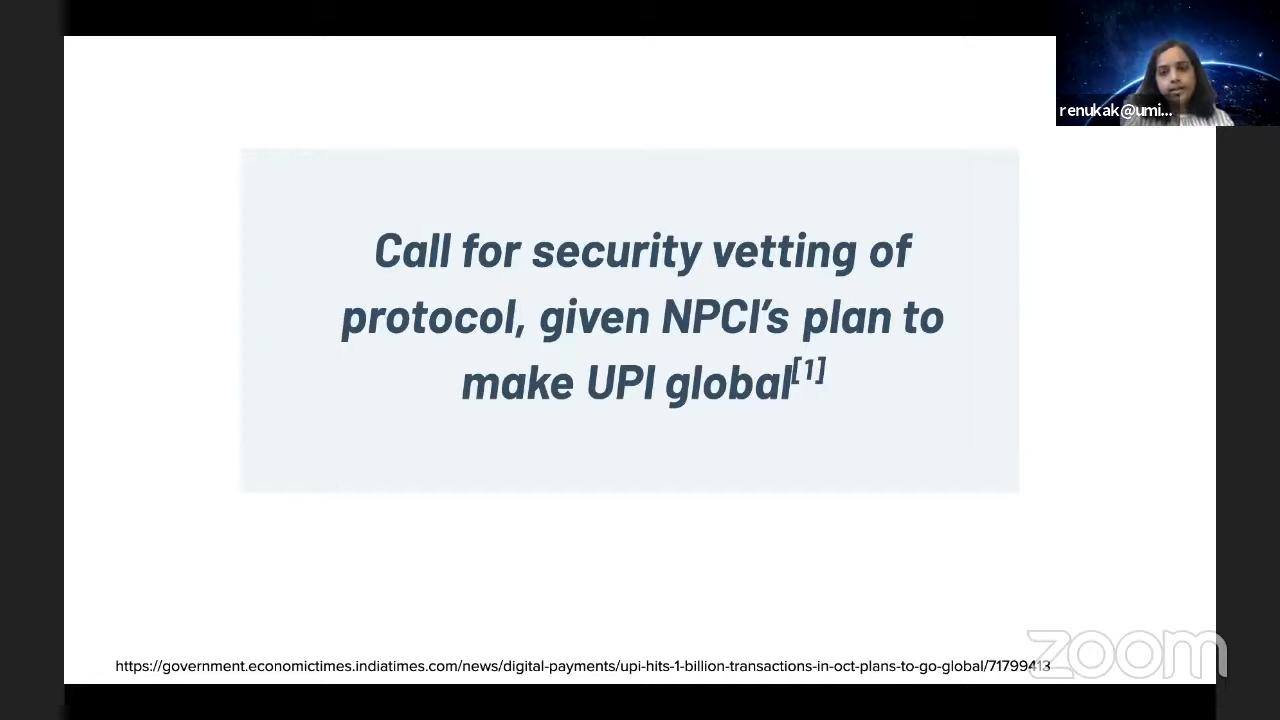 renukak@umi...
Call for security vetting of
protocol, given NPCI’s plan to
make UPI global[1]
https://government.economictimes.indiatimes.com/news/digital-payments/upi-hits-1-billion-transactions-in-oct-plans-to-go-global/71799413
zoom